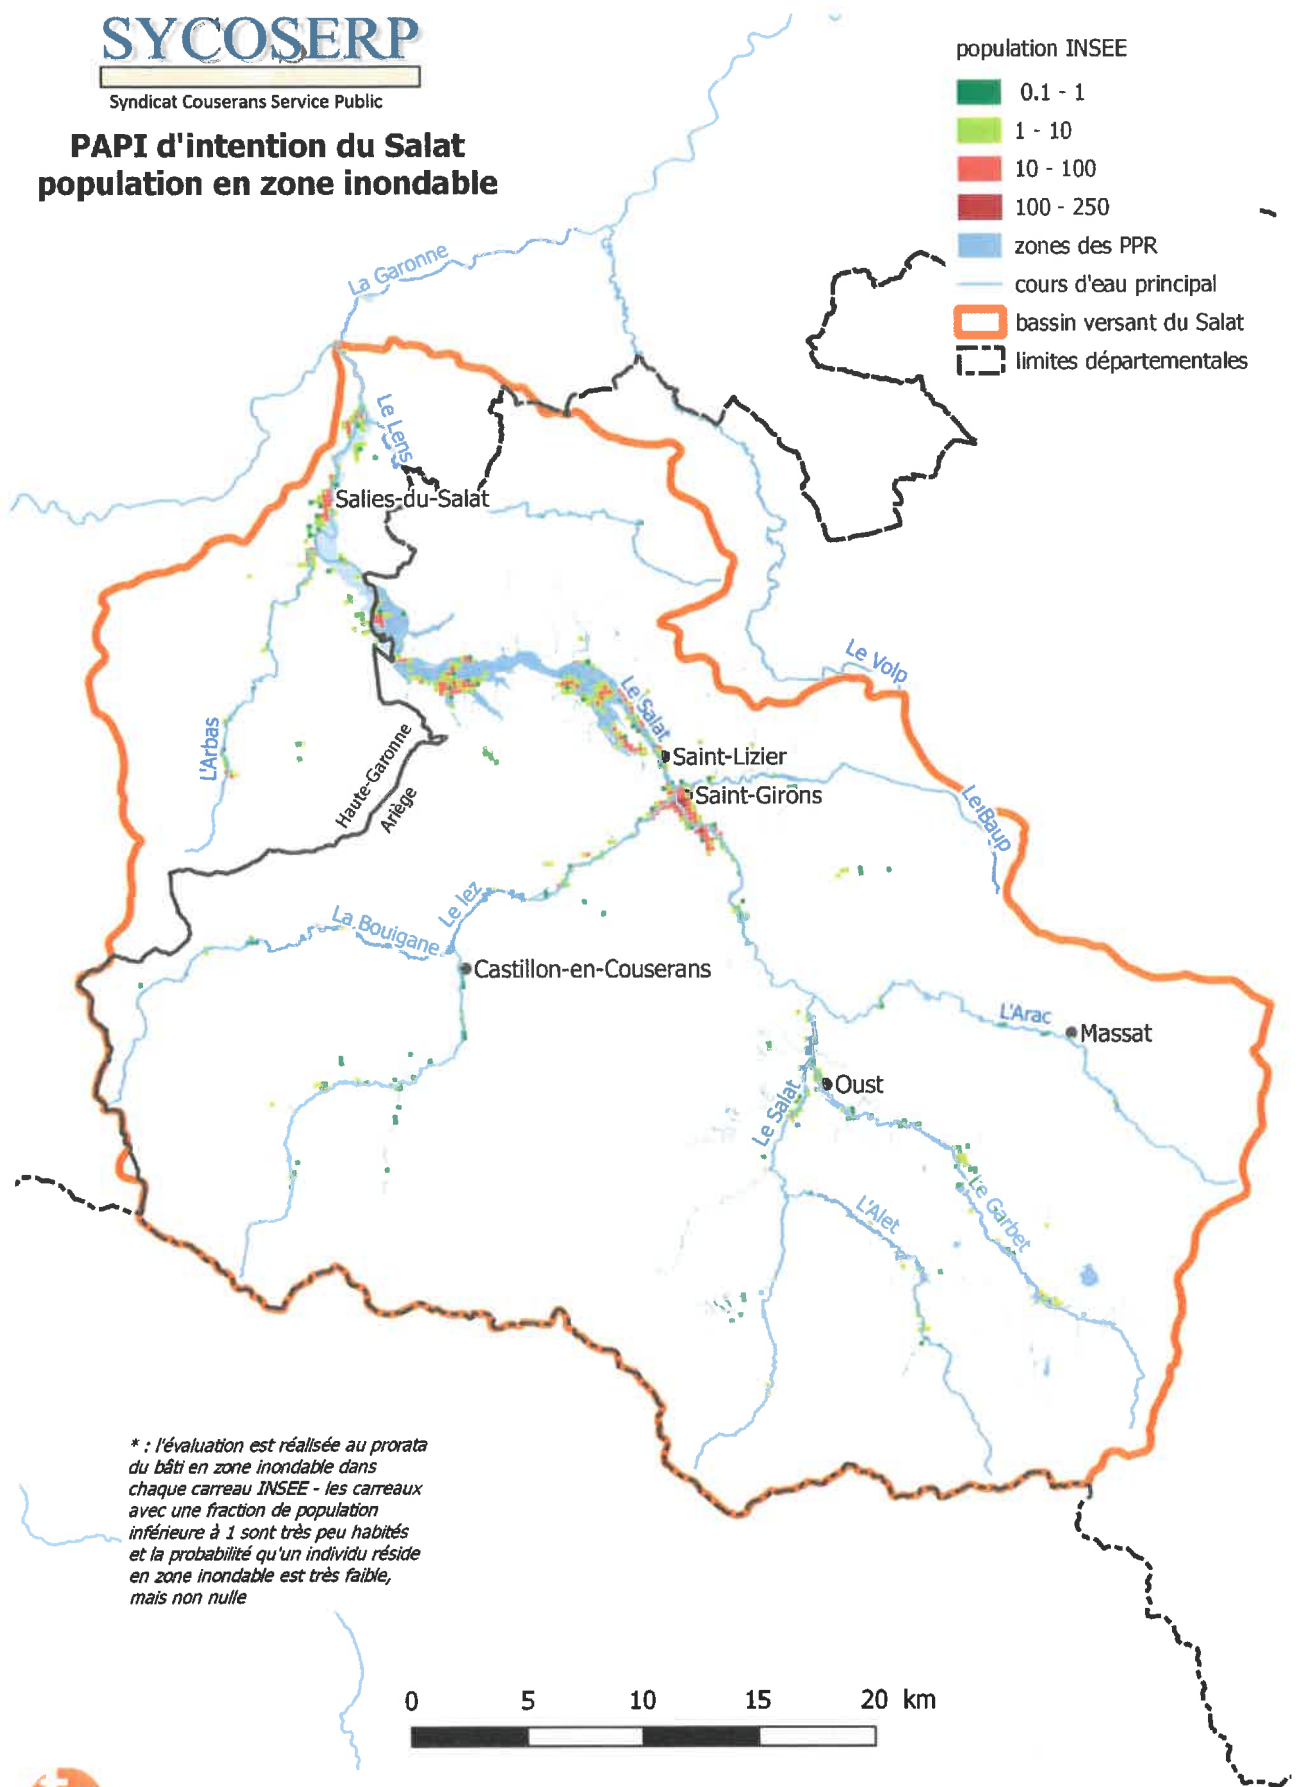 SYCOSERP
Syndicat Couserans Service Public
PAPI d'intention du Salat
population en zone inondable
population INSEE
0.1 - 1
1 - 10
10 - 100
100 - 250
zones des PPR
cours d'eau principal
bassin versant du Salat
limites départementales
La Garonne
Le Lens
Salies-du-Salat
Le Volp
Le Salat
L'Arbas
Haute-Garonne
Ariège
Saint-Lizier
Saint-Girons
Le Baup
Le lez
La Bouigane
Castillon-en-Couserans
L'Arac
Massat
Oust
Le Salat
Le Garbet
L'Alet
* : l'évaluation est réalisée au prorata
du bâti en zone inondable dans
chaque carreau INSEE - les carreaux
avec une fraction de population
inférieure à 1 sont très peu habités
et la probabilité qu'un individu réside
en zone inondable est très faible,
mais non nulle
0 5 10 15 20 km